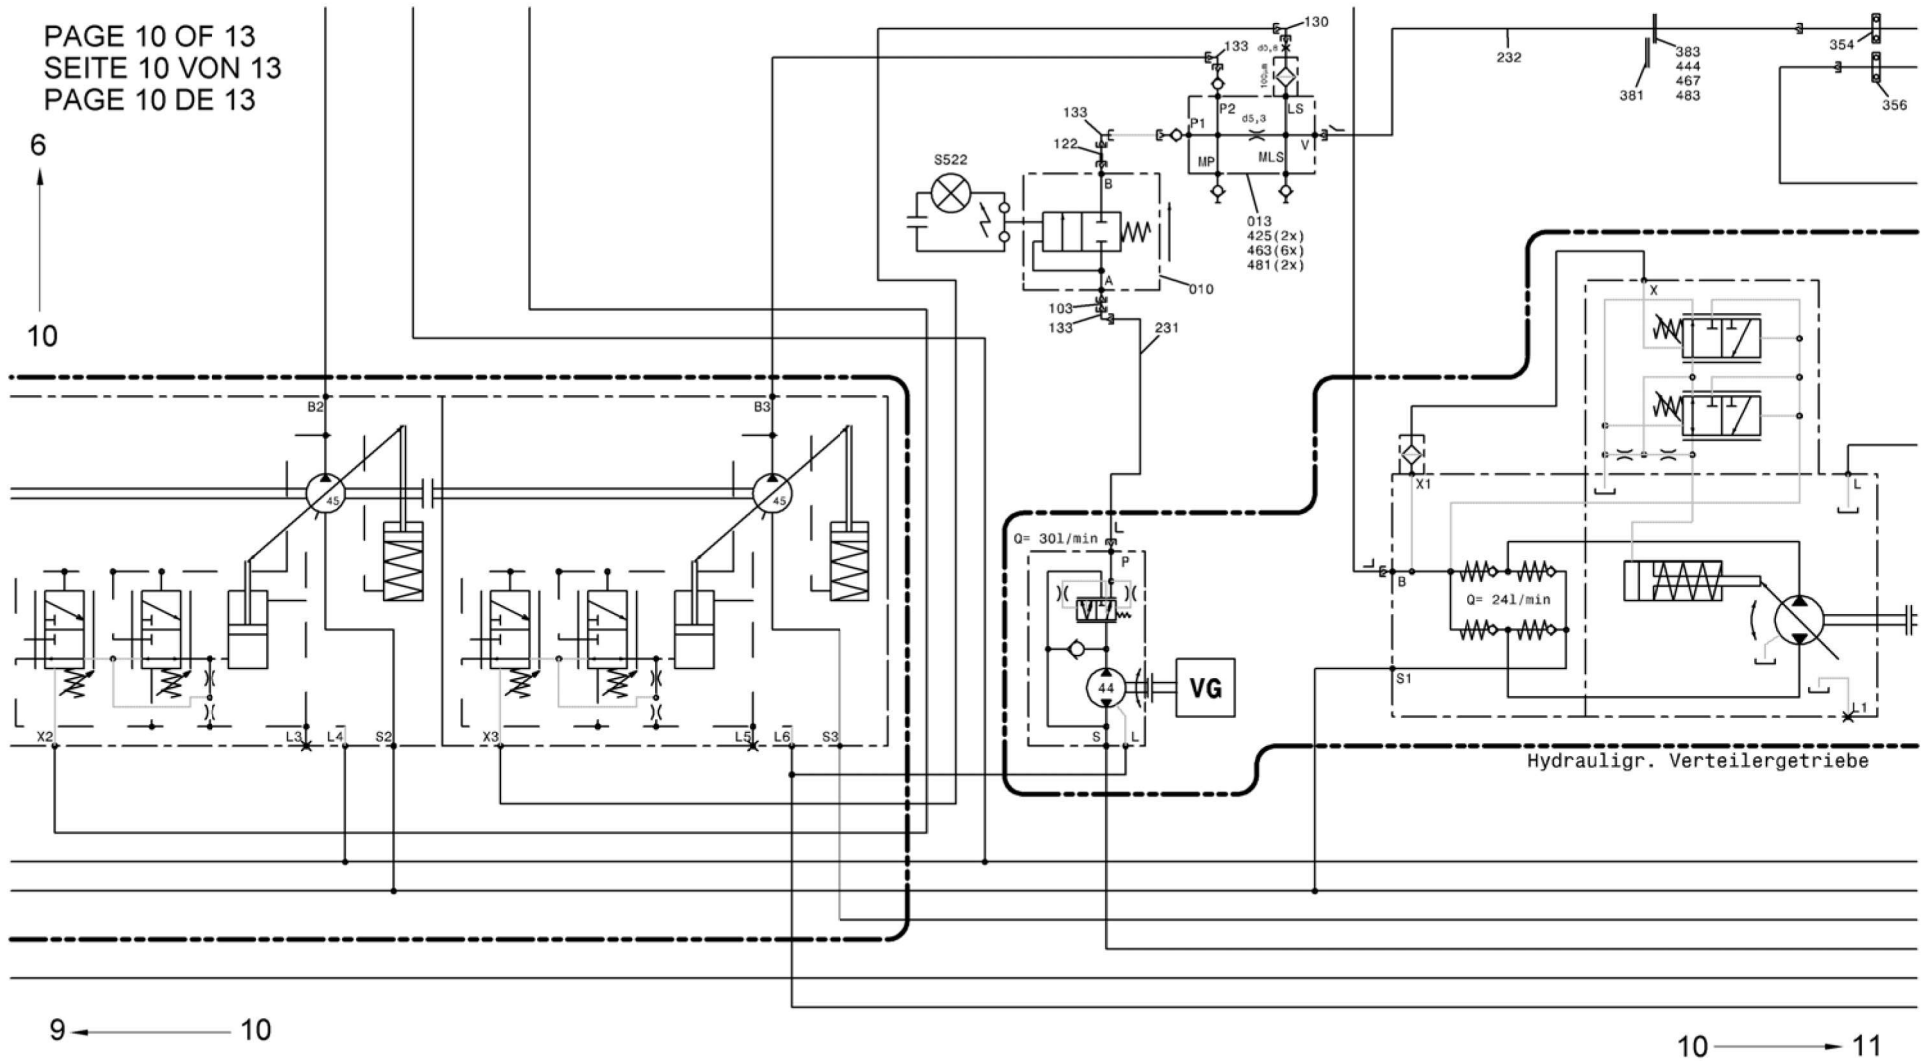 PAGE 10 OF 13
SEITE 10 VON 13
PAGE 10 DE 13
6
10
130
133
d5,8
100µm
P2
LS
P1
d5,3
V
MP
MLS
232
383
444
467
483
381
354
356
133
122
S522
B
A
013
425(2x)
463(6x)
481(2x)
010
103
133
231
X
B2
B3
45
45
X1
L
L
Q= 30l/min
P
B
Q= 24l/min
44
VG
S1
L1
X2
L3
L4
S2
X3
L5
L6
S3
S
L
Hydrauligr. Verteilergetriebe
9
10
10
11